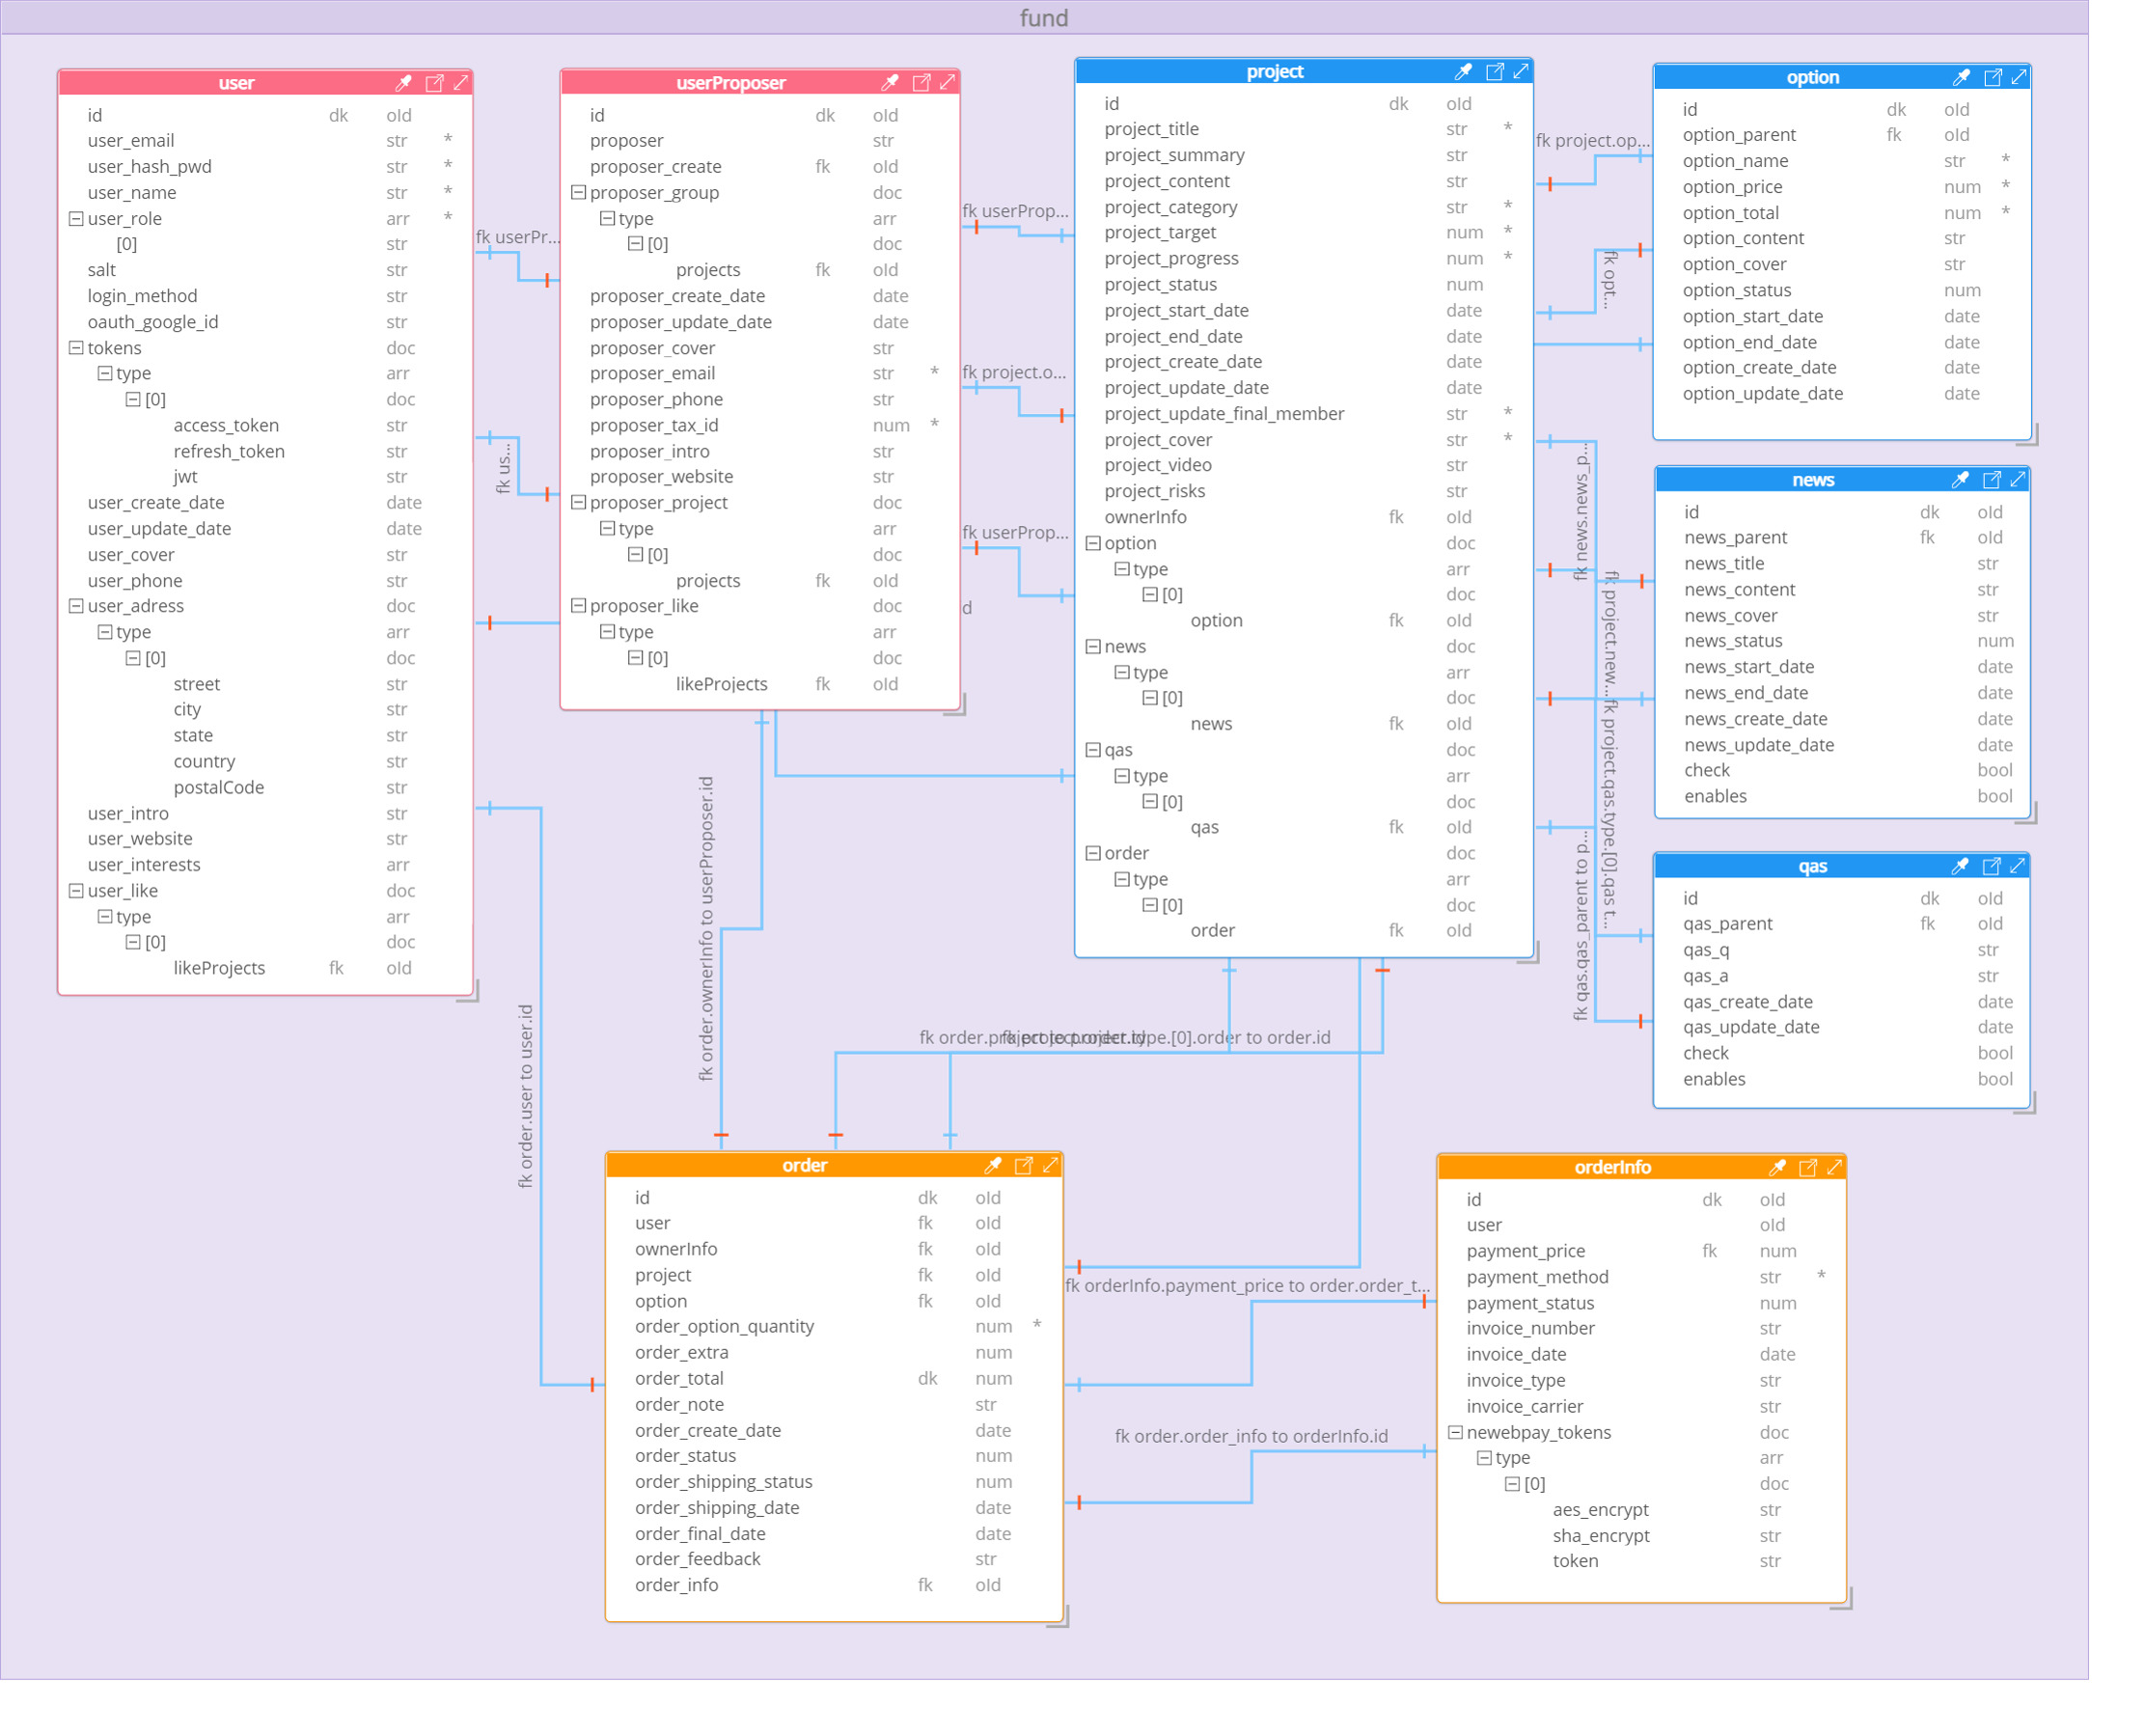 fund
user
id dk oId
user_email str *
user_hash_pwd str *
user_name str *
user_role arr *
[0] str
salt str
login_method str
oauth_google_id str
tokens doc
type arr
[0] doc
access_token str
refresh_token str
jwt str
user_create_date date
user_update_date date
user_cover str
user_phone str
user_adress doc
type arr
[0] doc
street str
city str
state str
country str
postalCode str
user_intro str
user_website str
user_interests arr
user_like doc
type arr
[0] doc
likeProjects fk oId
fk userPr...
fk us...
userProposer
id dk oId
proposer str
proposer_create fk oId
proposer_group doc
type arr
[0] doc
projects fk oId
proposer_create_date date
proposer_update_date date
proposer_cover str
proposer_email str *
proposer_phone str
proposer_tax_id num *
proposer_intro str
proposer_website str
proposer_project doc
type arr
[0] doc
projects fk oId
proposer_like doc
type arr
[0] doc
likeProjects fk oId
fk userProp...
fk project.o...
fk userProp...
d
project
id dk oId
project_title str *
project_summary str
project_content str
project_category str *
project_target num *
project_progress num *
project_status num
project_start_date date
project_end_date date
project_create_date date
project_update_date date
project_update_final_member str *
project_cover str *
project_video str
project_risks str
ownerInfo fk oId
option doc
type arr
[0] doc
option fk oId
news doc
type arr
[0] doc
news fk oId
qas doc
type arr
[0] doc
qas fk oId
order doc
type arr
[0] doc
order fk oId
fk project.op...
fk opt...
fk news.news_p...
fk project.new...
fk project.qas.type.[0].qas t...
fk qas.qas_parent to p...
option
id dk oId
option_parent fk oId
option_name str *
option_price num *
option_total num *
option_content str
option_cover str
option_status num
option_start_date date
option_end_date date
option_create_date date
option_update_date date
news
id dk oId
news_parent fk oId
news_title str
news_content str
news_cover str
news_status num
news_start_date date
news_end_date date
news_create_date date
news_update_date date
check bool
enables bool
qas
id dk oId
qas_parent fk oId
qas_q str
qas_a str
qas_create_date date
qas_update_date date
check bool
enables bool
fk order.user to user.id
fk order.ownerInfo to userProposer.id
fk order.project to project.id
fk project.order.type.[0].order to order.id
order
id dk oId
user fk oId
ownerInfo fk oId
project fk oId
option fk oId
order_option_quantity num *
order_extra num
order_total dk num
order_note str
order_create_date date
order_status num
order_shipping_status num
order_shipping_date date
order_final_date date
order_feedback str
order_info fk oId
fk orderInfo.payment_price to order.order_t...
fk order.order_info to orderInfo.id
orderInfo
id dk oId
user oId
payment_price fk num
payment_method str *
payment_status num
invoice_number str
invoice_date date
invoice_type str
invoice_carrier str
newebpay_tokens doc
type arr
[0] doc
aes_encrypt str
sha_encrypt str
token str